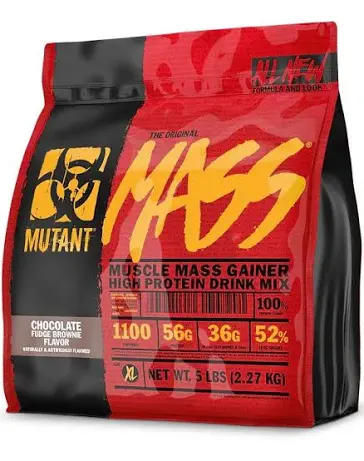 ALL NEW
FORMULA AND LOOK
THE ORIGINAL
MASS®
MUTANT
MUSCLE MASS GAINER
HIGH PROTEIN DRINK MIX
100%
CHOCOLATE
FUDGE BROWNIE
FLAVOR
NATURALLY & ARTIFICIALLY FLAVORED
1100 56G 36G 52%
XL NET WT. 5 LBS (2.27 KG)